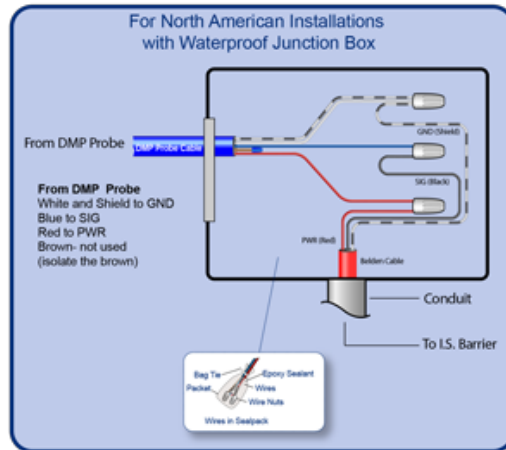 For North American Installations
with Waterproof Junction Box
From DMP Probe
DMP Probe Cable
GND (Shield)
SIG (Black)
From DMP Probe
White and Shield to GND
Blue to SIG
Red to PWR
Brown- not used
(isolate the brown)
PWR (Red)
Belden Cable
Conduit
To I.S. Barrier
Bag Tie
Epoxy Sealant
Packet
Wires
Wire Nuts
Wires in Sealpack